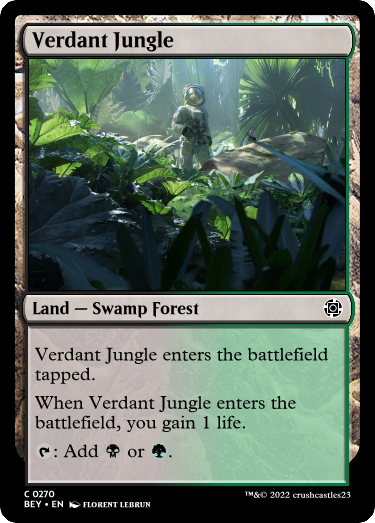 Verdant Jungle
Land — Swamp Forest
Verdant Jungle enters the battlefield
tapped.
When Verdant Jungle enters the
battlefield, you gain 1 life.
: Add or .
C 0270
BEY • EN FLORENT LEBRUN
™&© 2022 crushcastles23